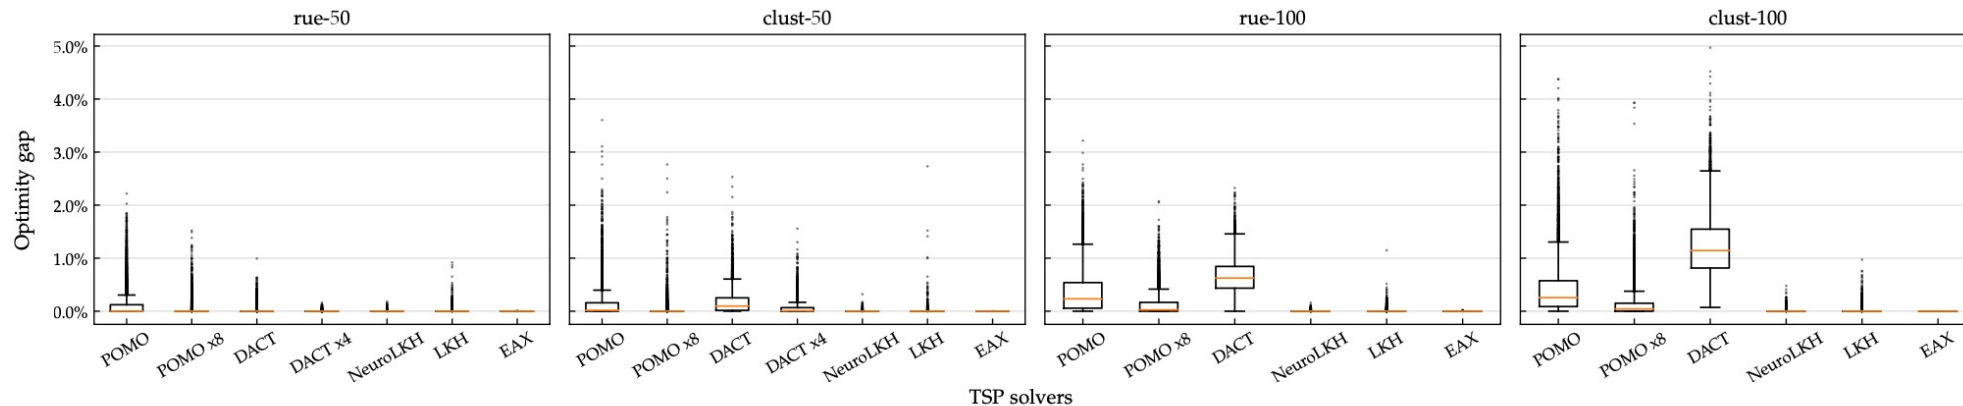 rue-50
clust-50
rue-100
clust-100
Optimity gap
5.0%
4.0%
3.0%
2.0%
1.0%
0.0%
POMO POMO x8 DACT DACT x4 NeuroLKH LKH EAX
POMO POMO x8 DACT DACT x4 NeuroLKH LKH EAX
POMO POMO x8 DACT NeuroLKH LKH EAX
POMO POMO x8 DACT NeuroLKH LKH EAX
TSP solvers